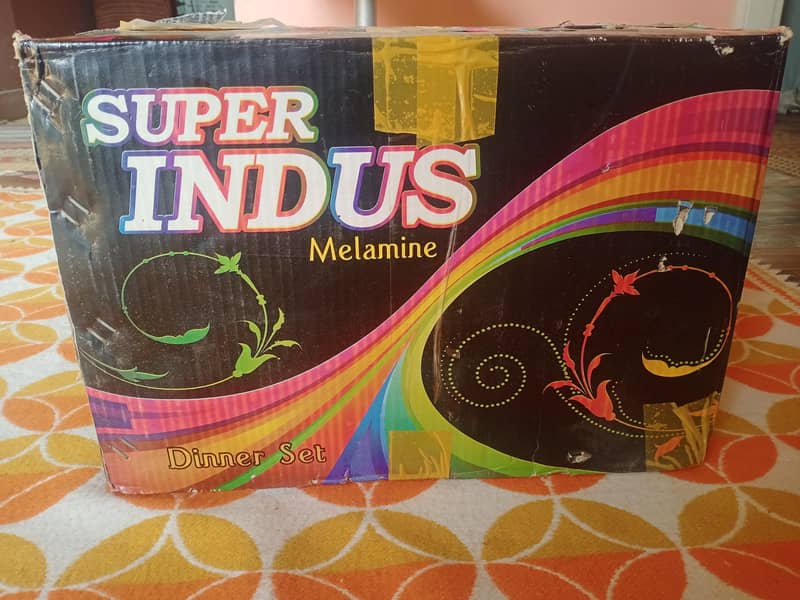 SUPER
INDUS
Melamine
Dinner Set